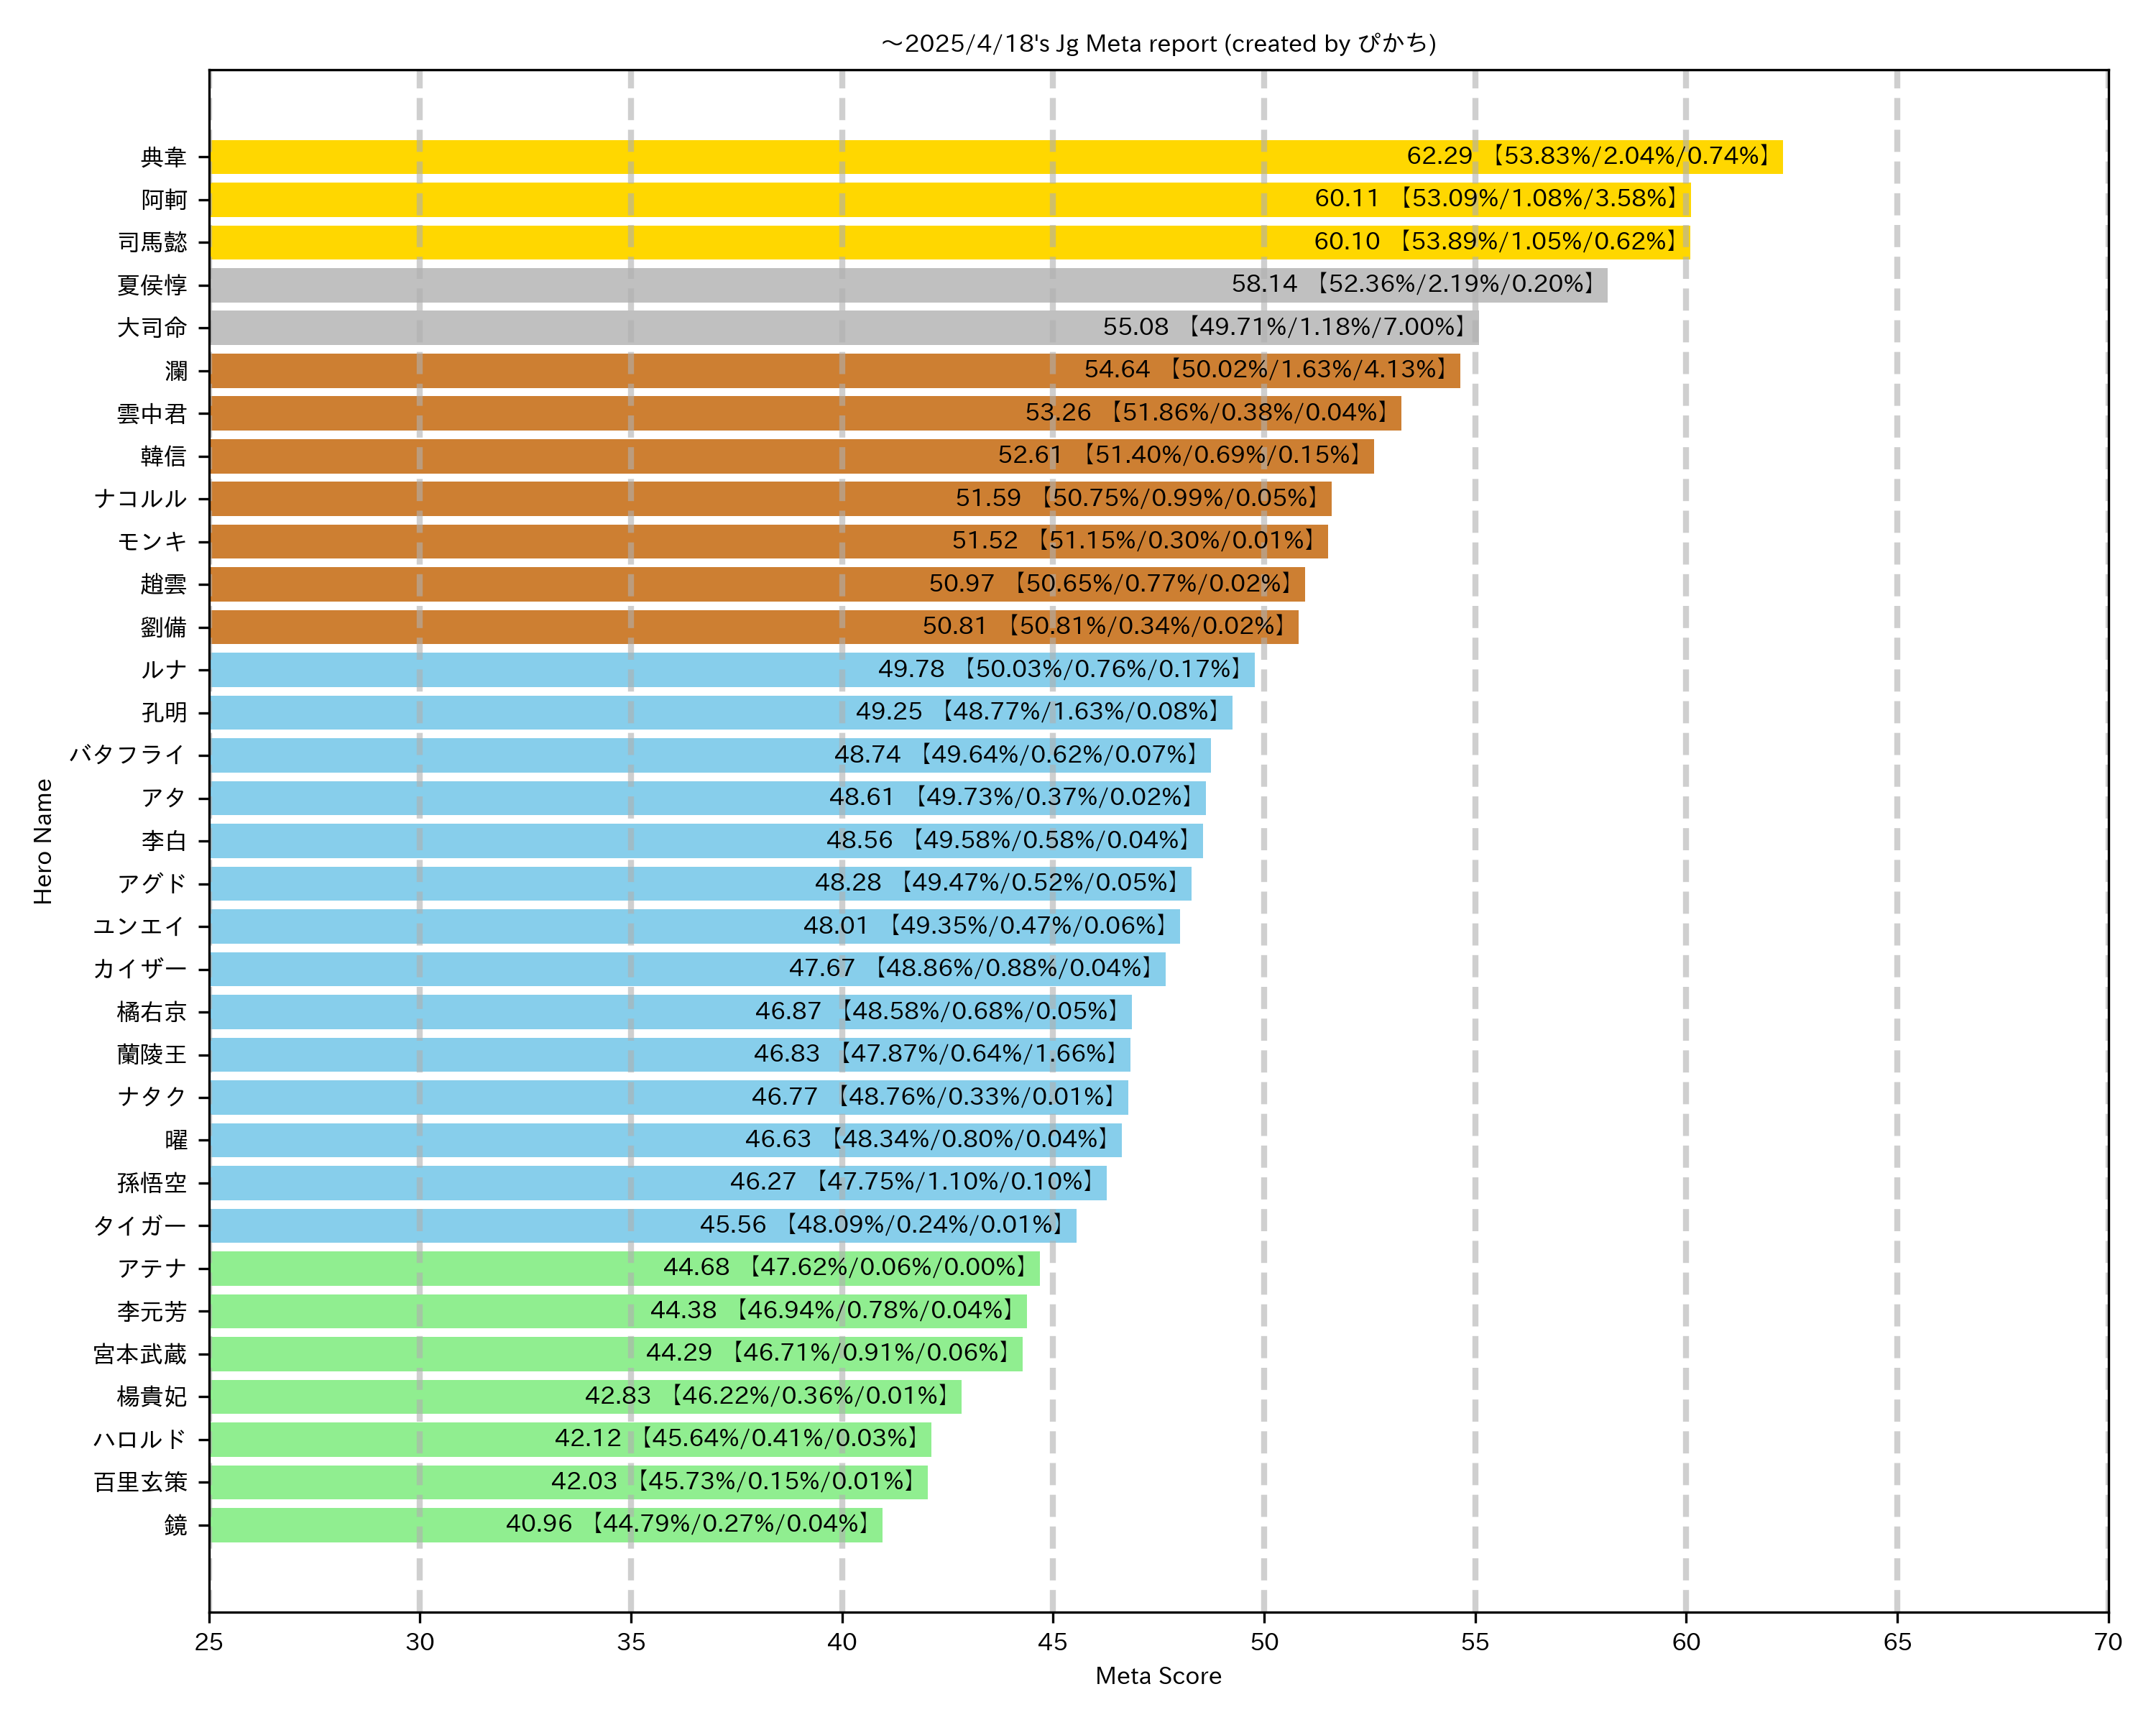 ～2025/4/18's Jg Meta report (created by ぴかち)
典韋 62.29 【53.83%/2.04%/0.74%】
阿軻 60.11 【53.09%/1.08%/3.58%】
司馬懿 60.10 【53.89%/1.05%/0.62%】
夏侯惇 58.14 【52.36%/2.19%/0.20%】
大司命 55.08 【49.71%/1.18%/7.00%】
瀾 54.64 【50.02%/1.63%/4.13%】
雲中君 53.26 【51.86%/0.38%/0.04%】
韓信 52.61 【51.40%/0.69%/0.15%】
ナコルル 51.59 【50.75%/0.99%/0.05%】
モンキ 51.52 【51.15%/0.30%/0.01%】
趙雲 50.97 【50.65%/0.77%/0.02%】
劉備 50.81 【50.81%/0.34%/0.02%】
ルナ 49.78 【50.03%/0.76%/0.17%】
孔明 49.25 【48.77%/1.63%/0.08%】
バタフライ 48.74 【49.64%/0.62%/0.07%】
アタ 48.61 【49.73%/0.37%/0.02%】
李白 48.56 【49.58%/0.58%/0.04%】
アグド 48.28 【49.47%/0.52%/0.05%】
ユンエイ 48.01 【49.35%/0.47%/0.06%】
カイザー 47.67 【48.86%/0.88%/0.04%】
橘右京 46.87 【48.58%/0.68%/0.05%】
蘭陵王 46.83 【47.87%/0.64%/1.66%】
ナタク 46.77 【48.76%/0.33%/0.01%】
曜 46.63 【48.34%/0.80%/0.04%】
孫悟空 46.27 【47.75%/1.10%/0.10%】
タイガー 45.56 【48.09%/0.24%/0.01%】
アテナ 44.68 【47.62%/0.06%/0.00%】
李元芳 44.38 【46.94%/0.78%/0.04%】
宮本武蔵 44.29 【46.71%/0.91%/0.06%】
楊貴妃 42.83 【46.22%/0.36%/0.01%】
ハロルド 42.12 【45.64%/0.41%/0.03%】
百里玄策 42.03 【45.73%/0.15%/0.01%】
鏡 40.96 【44.79%/0.27%/0.04%】
Hero Name
25 30 35 40 45 50 55 60 65 70
Meta Score